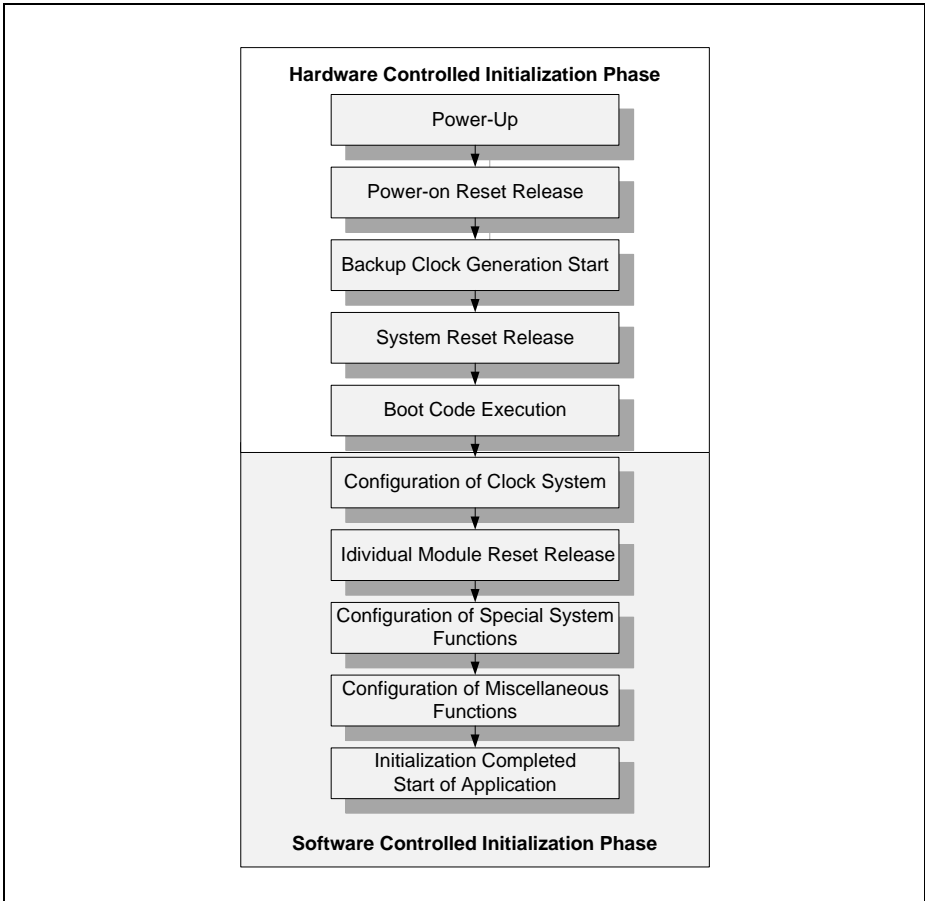 Hardware Controlled Initialization Phase
Power-Up
Power-on Reset Release
Backup Clock Generation Start
System Reset Release
Boot Code Execution
Configuration of Clock System
Idividual Module Reset Release
Configuration of Special System
Functions
Configuration of Miscellaneous
Functions
Initialization Completed
Start of Application
Software Controlled Initialization Phase